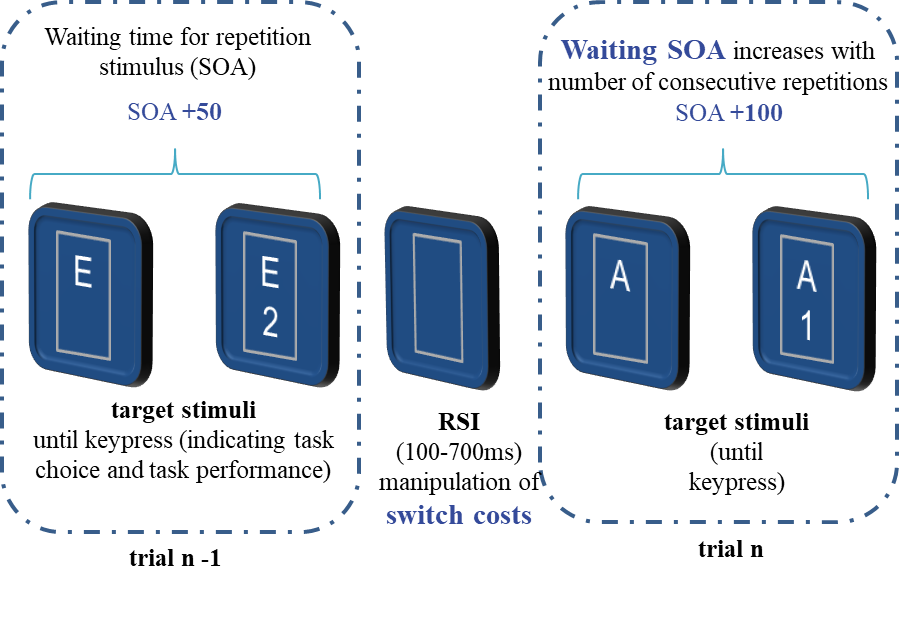 Waiting time for repetition
stimulus (SOA)
SOA +50
E
E
2
target stimuli
until keypress (indicating task
choice and task performance)
trial n -1
RSI
(100-700ms)
manipulation of
switch costs
Waiting SOA increases with
number of consecutive repetitions
SOA +100
A
A
1
target stimuli
(until
keypress)
trial n